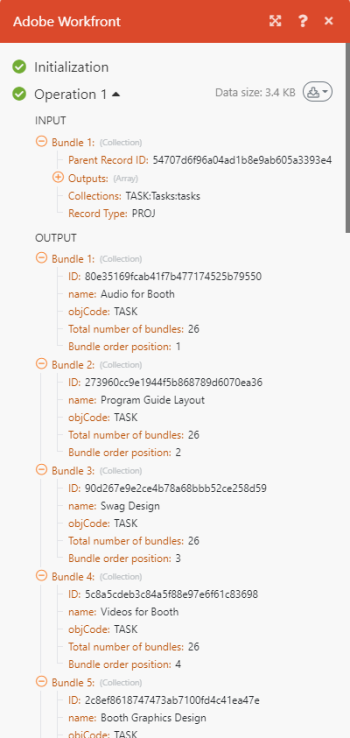 Adobe Workfront
?
Initialization
Operation 1
Data size: 3.4 KB
INPUT
Bundle 1: (Collection)
Parent Record ID: 54707d6f96a04ad1b8e9ab605a3393e4
Outputs: (Array)
Collections: TASK:Tasks:tasks
Record Type: PROJ
OUTPUT
Bundle 1: (Collection)
ID: 80e35169fcab41f7b477174525b79550
name: Audio for Booth
objCode: TASK
Total number of bundles: 26
Bundle order position: 1
Bundle 2: (Collection)
ID: 273960cc9e1944f5b868789d6070ea36
name: Program Guide Layout
objCode: TASK
Total number of bundles: 26
Bundle order position: 2
Bundle 3: (Collection)
ID: 90d267e9e2ce4b78a68bbb52ce258d59
name: Swag Design
objCode: TASK
Total number of bundles: 26
Bundle order position: 3
Bundle 4: (Collection)
ID: 5c8a5cdeb3c84a5f88e97e6f61c83698
name: Videos for Booth
objCode: TASK
Total number of bundles: 26
Bundle order position: 4
Bundle 5: (Collection)
ID: 2c8ef8618747473ab7100fd4c41ea47e
name: Booth Graphics Design
objCode: TASK